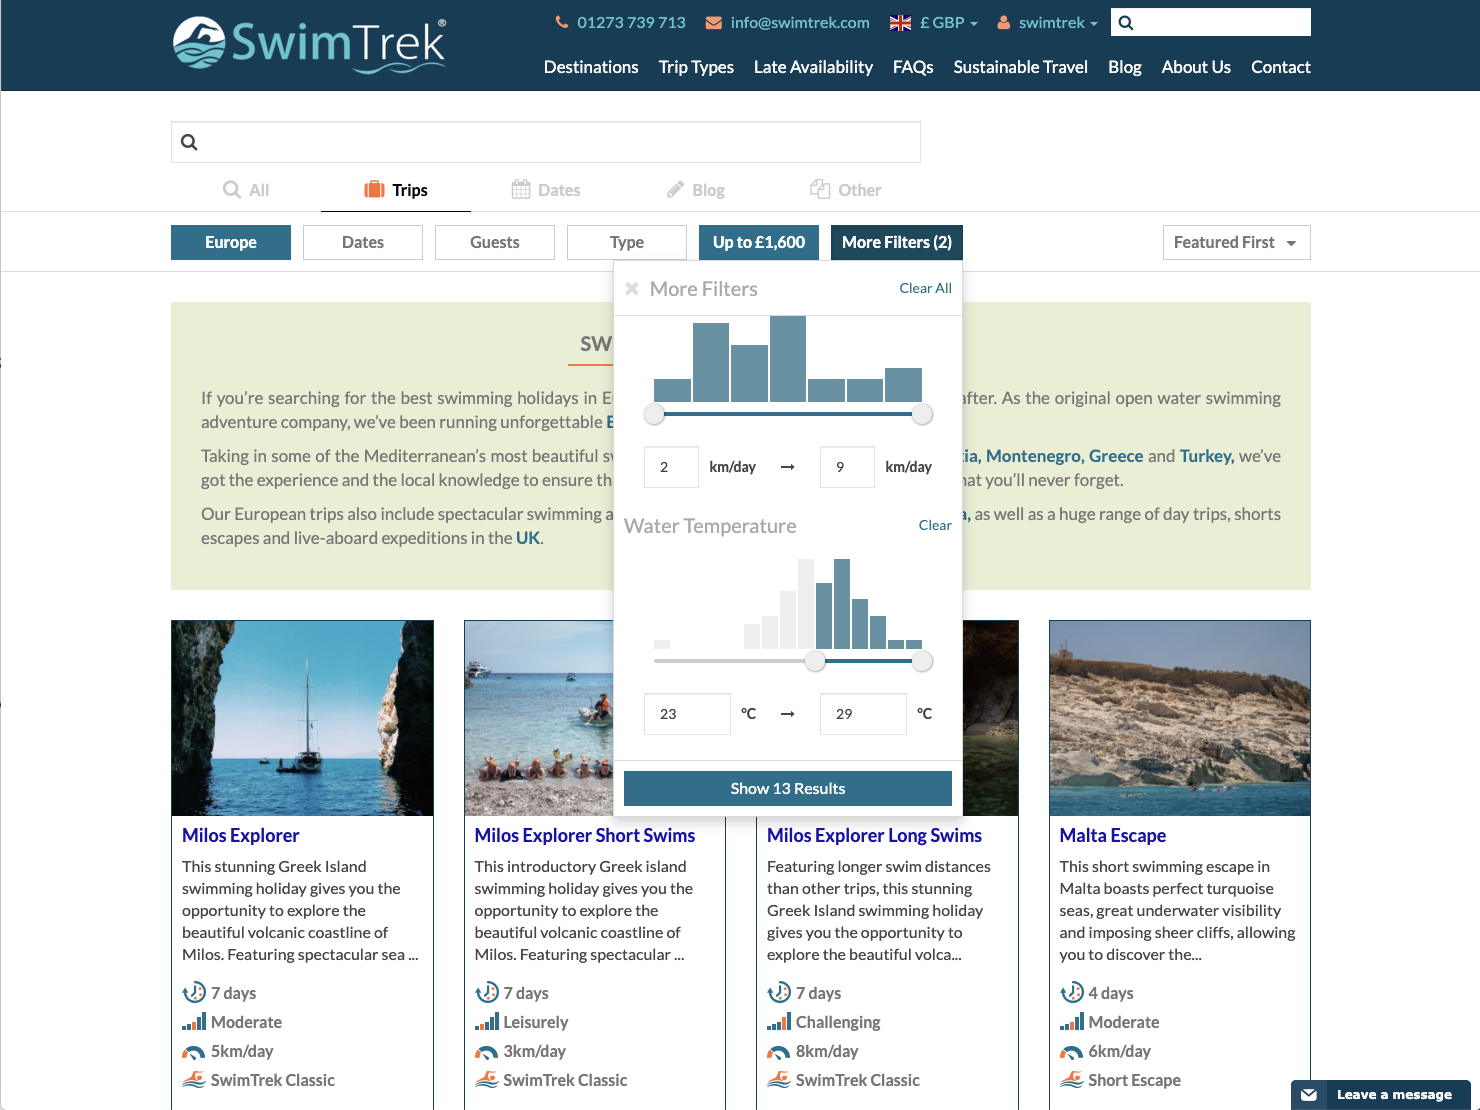 SwimTrek®
01273 739 713
info@swimtrek.com
£ GBP
swimtrek
Destinations
Trip Types
Late Availability
FAQs
Sustainable Travel
Blog
About Us
Contact
All
Trips
Dates
Blog
Other
Europe
Dates
Guests
Type
Up to £1,600
More Filters (2)
Featured First
More Filters
Clear All
2
km/day
9
km/day
Water Temperature
Clear
23
°C
29
°C
Show 13 Results
SW
If you're searching for the best swimming holidays in E after. As the original open water swimming
adventure company, we've been running unforgettable
Taking in some of the Mediterranean's most beautiful tia, Montenegro, Greece and Turkey, we've
got the experience and the local knowledge to ensure you'll never forget.
Our European trips also include spectacular swimming as well as a huge range of day trips, shorts
escapes and live-aboard expeditions in the UK.
Milos Explorer
This stunning Greek Island
swimming holiday gives you the
opportunity to explore the
beautiful volcanic coastline of
Milos. Featuring spectacular sea ...
7 days
Moderate
5km/day
SwimTrek Classic
Milos Explorer Short Swims
This introductory Greek island
swimming holiday gives you the
opportunity to explore the
beautiful volcanic coastline of
Milos. Featuring spectacular ...
7 days
Leisurely
3km/day
SwimTrek Classic
Milos Explorer Long Swims
Featuring longer swim distances
than other trips, this stunning
Greek Island swimming holiday
gives you the opportunity to
explore the beautiful volca...
7 days
Challenging
8km/day
SwimTrek Classic
Malta Escape
This short swimming escape in
Malta boasts perfect turquoise
seas, great underwater visibility
and imposing sheer cliffs, allowing
you to discover the...
4 days
Moderate
6km/day
Short Escape
Leave a message